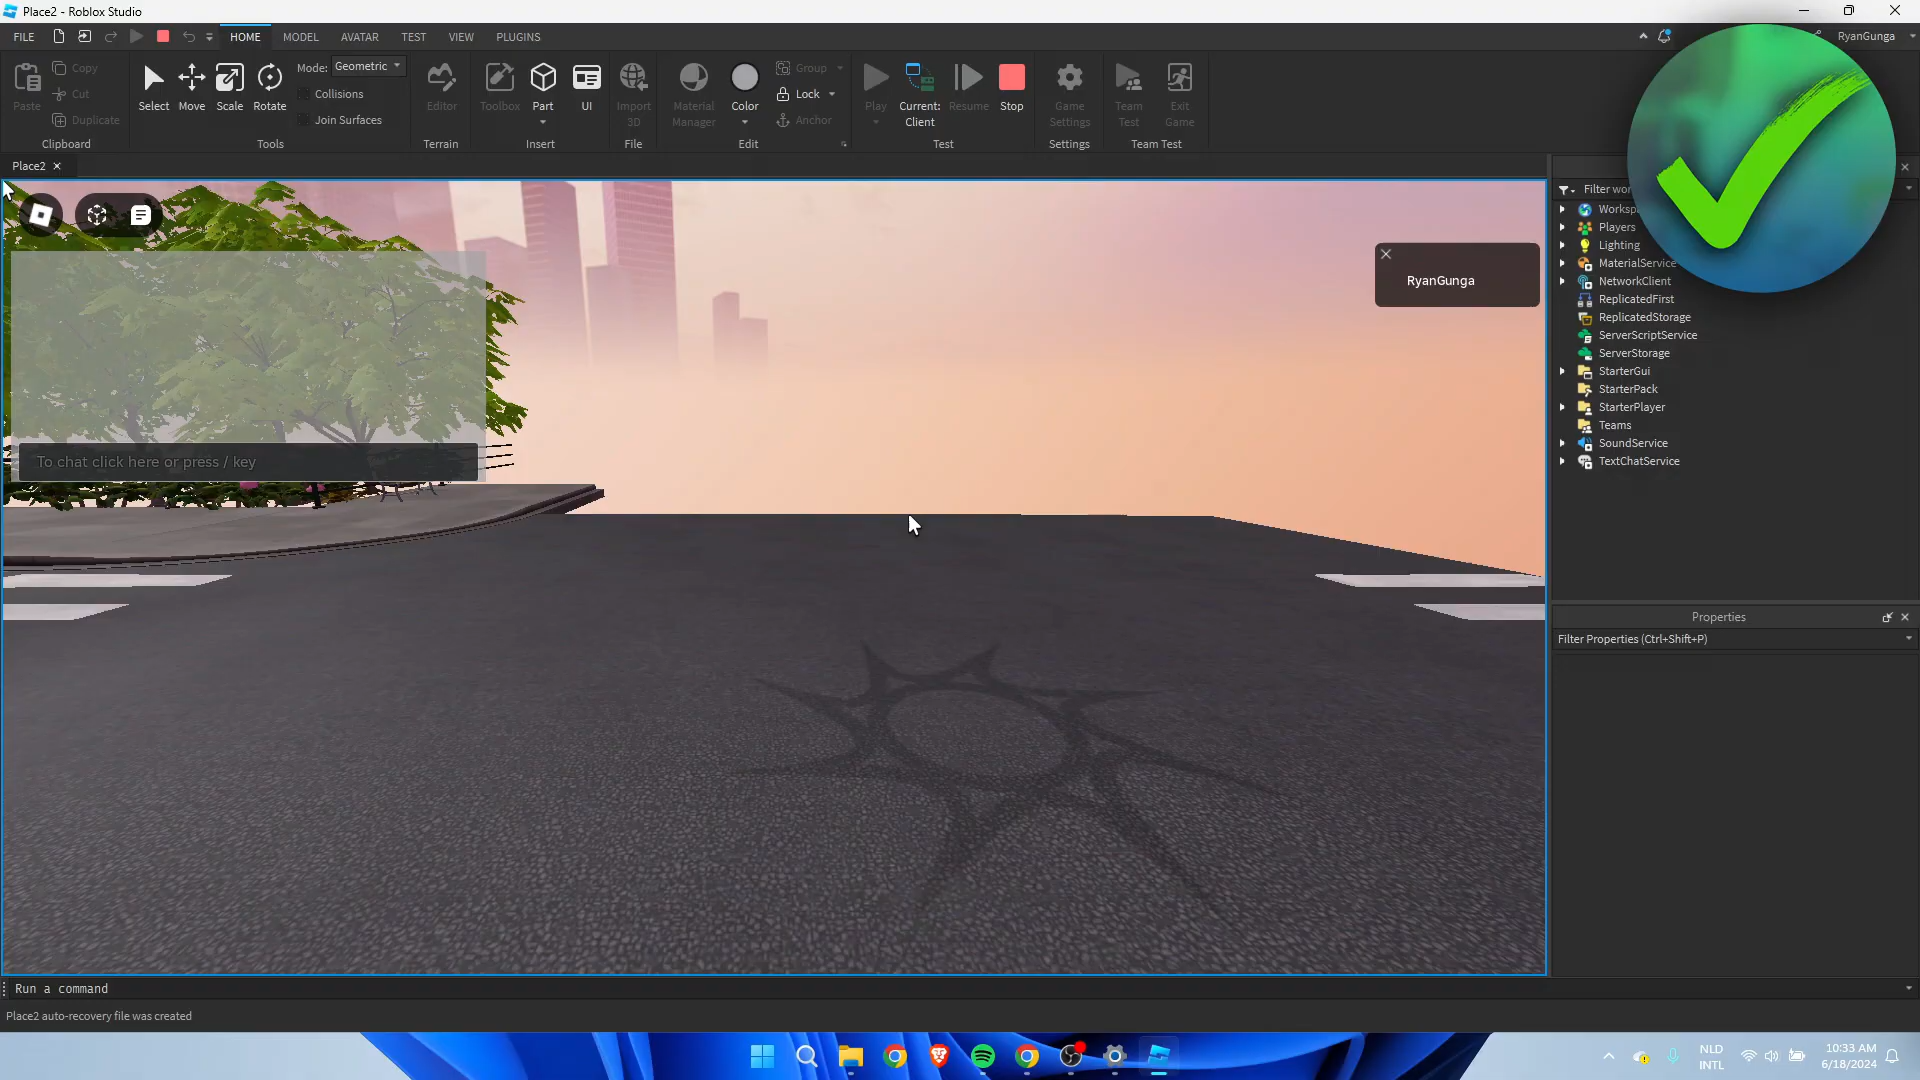 Place2 - Roblox Studio
FILE
HOME
MODEL
AVATAR
TEST
VIEW
PLUGINS
RyanGunga
Paste
Copy
Cut
Duplicate
Clipboard
Select
Move
Scale
Rotate
Mode: Geometric
Collisions
Join Surfaces
Tools
Editor
Terrain
Toolbox
Part
UI
Insert
Import
3D
File
Material
Manager
Color
Group
Lock
Anchor
Edit
Play
Current:
Client
Resume
Stop
Test
Game
Settings
Settings
Team
Test
Exit
Game
Team Test
Place2
To chat click here or press / key
RyanGunga
Filter
Players
Lighting
MaterialService
NetworkClient
ReplicatedFirst
ReplicatedStorage
ServerScriptService
ServerStorage
StarterGui
StarterPack
StarterPlayer
Teams
SoundService
TextChatService
Properties
Filter Properties (Ctrl+Shift+P)
Run a command
Place2 auto-recovery file was created
NLD
INTL
10:33 AM
6/18/2024